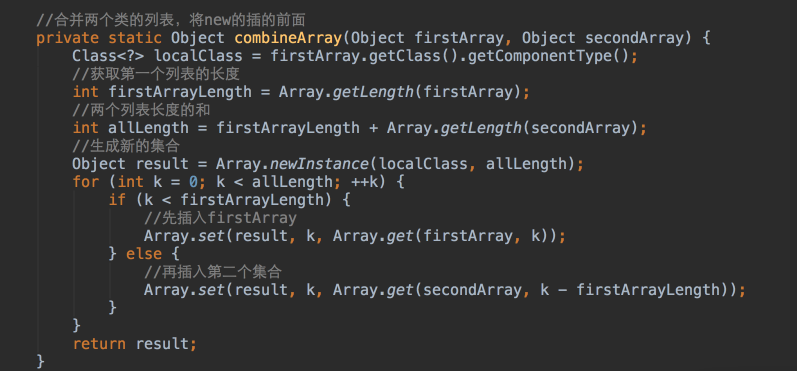 //合并两个类的列表，将new的插的前面
private static Object combineArray(Object firstArray, Object secondArray) {
    Class<?> localClass = firstArray.getClass().getComponentType();
    //获取第一个列表的长度
    int firstArrayLength = Array.getLength(firstArray);
    //两个列表长度的和
    int allLength = firstArrayLength + Array.getLength(secondArray);
    //生成新的集合
    Object result = Array.newInstance(localClass, allLength);
    for (int k = 0; k < allLength; ++k) {
        if (k < firstArrayLength) {
            //先插入firstArray
            Array.set(result, k, Array.get(firstArray, k));
        } else {
            //再插入第二个集合
            Array.set(result, k, Array.get(secondArray, k - firstArrayLength));
        }
    }
    return result;
}